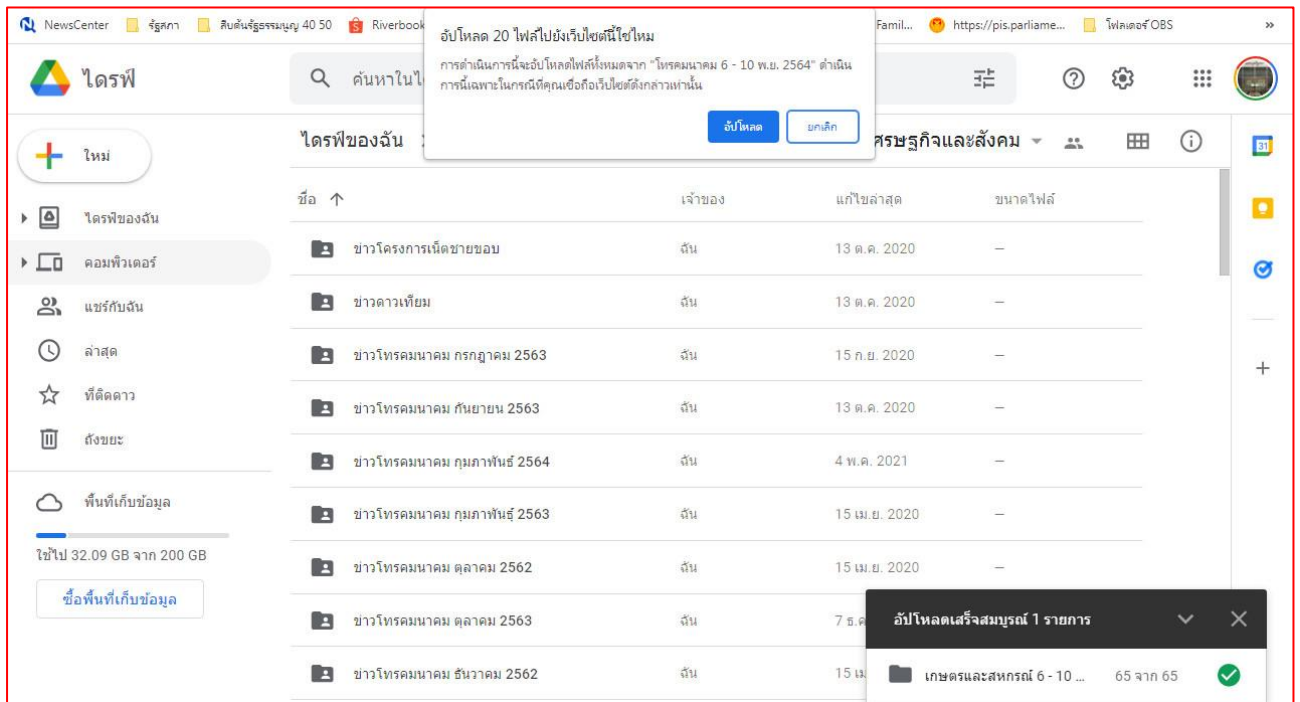 NewsCenter รัฐสภา สืบต้นรัฐธรรมนูญ 40 50 Riverbook Famil... https://pis.parliame... โฟลเดอร์ OBS »
อัปโหลด 20 ไฟล์ไปยังเว็บไซต์นี้ใช่ไหม
การดำเนินการนี้จะอัปโหลดไฟล์ทั้งหมดจาก "โทรคมนาคม 6 - 10 พ.ย. 2564" ดำเนิน
การนี้เฉพาะในกรณีที่คุณเชื่อถือเว็บไซต์ดังกล่าวเท่านั้น
อัปโหลด ยกเลิก
ไดรฟ์ ค้นหาใน
ไดรฟ์ของฉัน ศรษฐกิจและสังคม
ใหม่
31
ชื่อ ↑ เจ้าของ แก้ไขล่าสุด ขนาดไฟล์
ไดรฟ์ของฉัน
คอมพิวเตอร์
แชร์กับฉัน
ล่าสุด
ที่ติดดาว
ถังขยะ
พื้นที่เก็บข้อมูล
ใช้ไป 32.09 GB จาก 200 GB
ซื้อพื้นที่เก็บข้อมูล
ข่าวโครงการเน็ตชายขอบ ฉัน 13 ต.ค. 2020 —
ข่าวดาวเทียม ฉัน 13 ต.ค. 2020 —
ข่าวโทรคมนาคม กรกฎาคม 2563 ฉัน 15 ก.ย. 2020 —
ข่าวโทรคมนาคม กันยายน 2563 ฉัน 13 ต.ค. 2020 —
ข่าวโทรคมนาคม กุมภาพันธ์ 2564 ฉัน 4 พ.ค. 2021 —
ข่าวโทรคมนาคม กุมภาพันธุ์ 2563 ฉัน 15 เม.ย. 2020 —
ข่าวโทรคมนาคม ตุลาคม 2562 ฉัน 15 เม.ย. 2020 —
ข่าวโทรคมนาคม ตุลาคม 2563 ฉัน 7 ธ.ค
ข่าวโทรคมนาคม ธันวาคม 2562 ฉัน 15 เม
อัปโหลดเสร็จสมบูรณ์ 1 รายการ
เกษตรและสหกรณ์ 6 - 10 ... 65 จาก 65